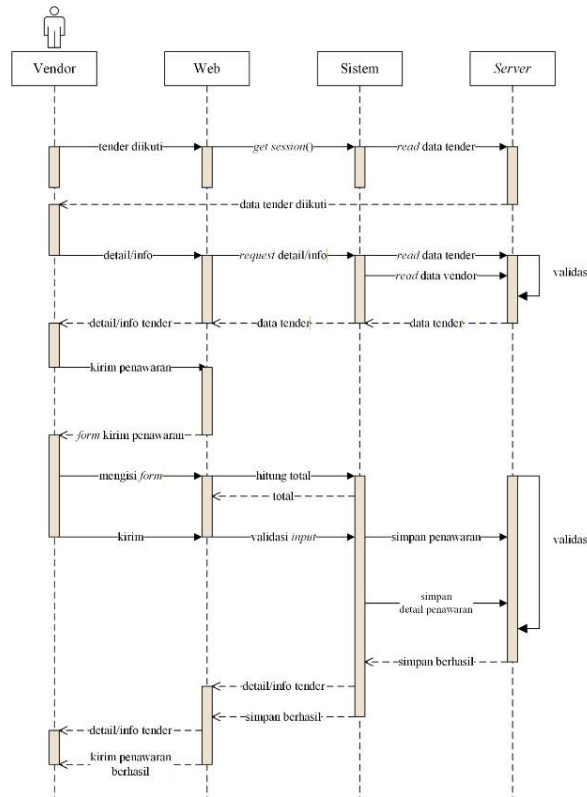 Vendor Web Sistem Server
tender diikuti get session() read data tender
data tender diikuti
detail/info request detail/info read data tender
read data vendor validas
detail/info tender data tender data tender
kirim penawaran
form kirim penawaran
mengisi form hitung total
total
kirim validasi input simpan penawaran validas
simpan
detail penawaran
simpan berhasil
detail/info tender
simpan berhasil
detail/info tender
kirim penawaran
berhasil